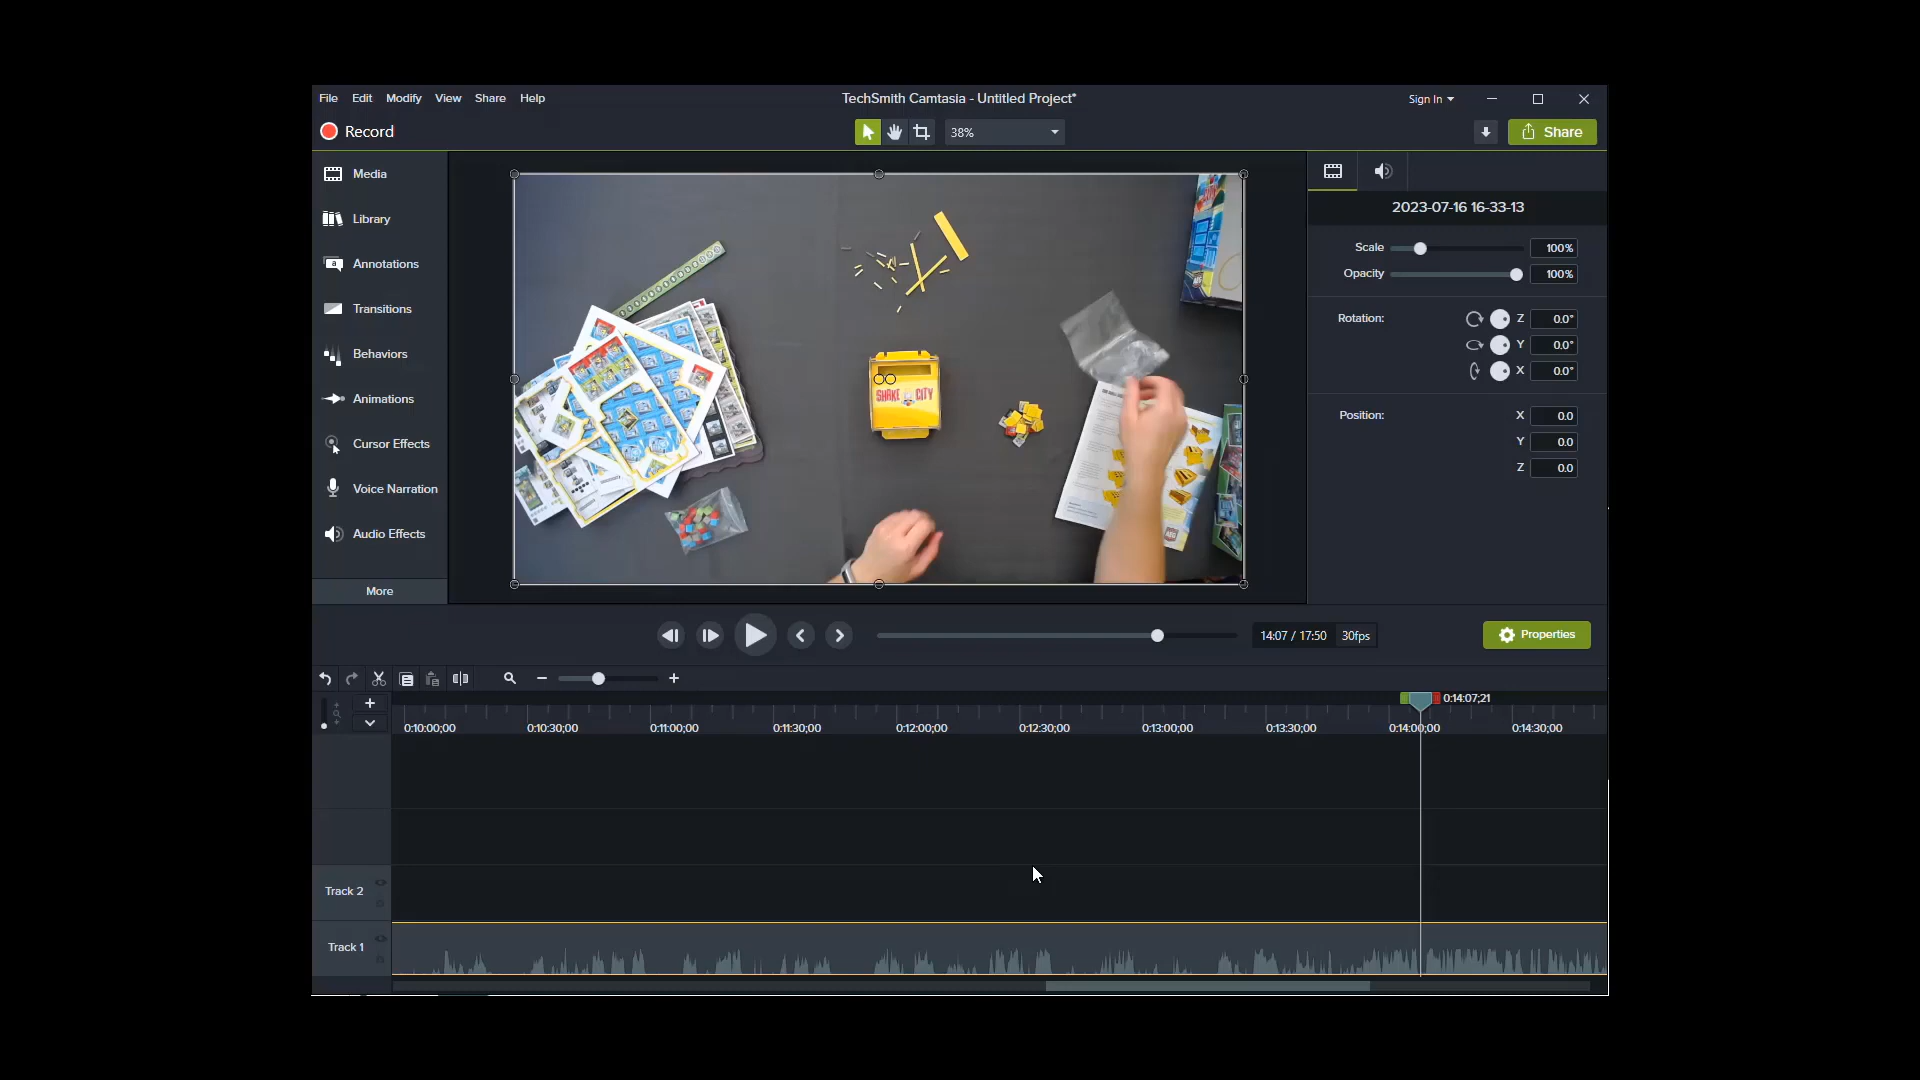 File Edit Modify View Share Help
TechSmith Camtasia - Untitled Project*
Sign In
Record
38%
Share
Media
Library
Annotations
Transitions
Behaviors
Animations
Cursor Effects
Voice Narration
Audio Effects
More
SHAKE CITY
AEG
2023-07-16 16-33-13
Scale 100%
Opacity 100%
Rotation: Z 0.0°
Y 0.0°
X 0.0°
Position: X 0.0
Y 0.0
Z 0.0
14:07 / 17:50 30fps
Properties
0:14:07;21
0:10:00;00 0:10:30;00 0:11:00;00 0:11:30;00 0:12:00;00 0:12:30;00 0:13:00;00 0:13:30;00 0:14:00;00 0:14:30;00
Track 2
Track 1